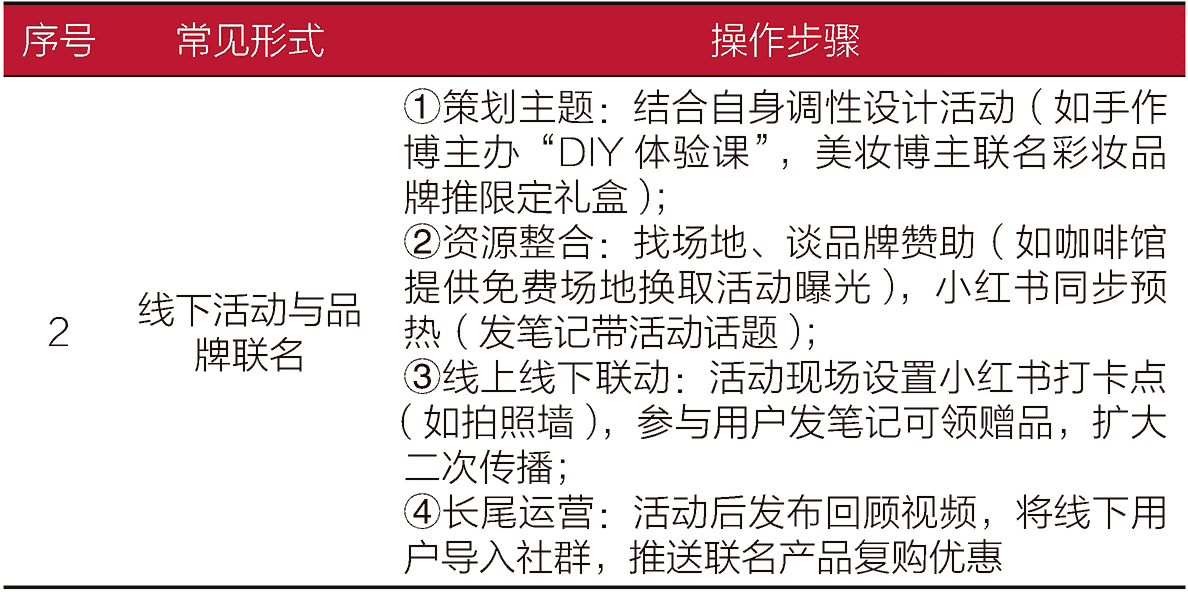 序号 常见形式 操作步骤
2
线下活动与品
牌联名
①策划主题：结合自身调性设计活动（如手作
博主办“DIY体验课”，美妆博主联名彩妆品
牌推限定礼盒）；
②资源整合：找场地、谈品牌赞助（如咖啡馆
提供免费场地换取活动曝光），小红书同步预
热（发笔记带活动话题）；
③线上线下联动：活动现场设置小红书打卡点
（如拍照墙），参与用户发笔记可领赠品，扩大
二次传播；
④长尾运营：活动后发布回顾视频，将线下用
户导入社群，推送联名产品复购优惠